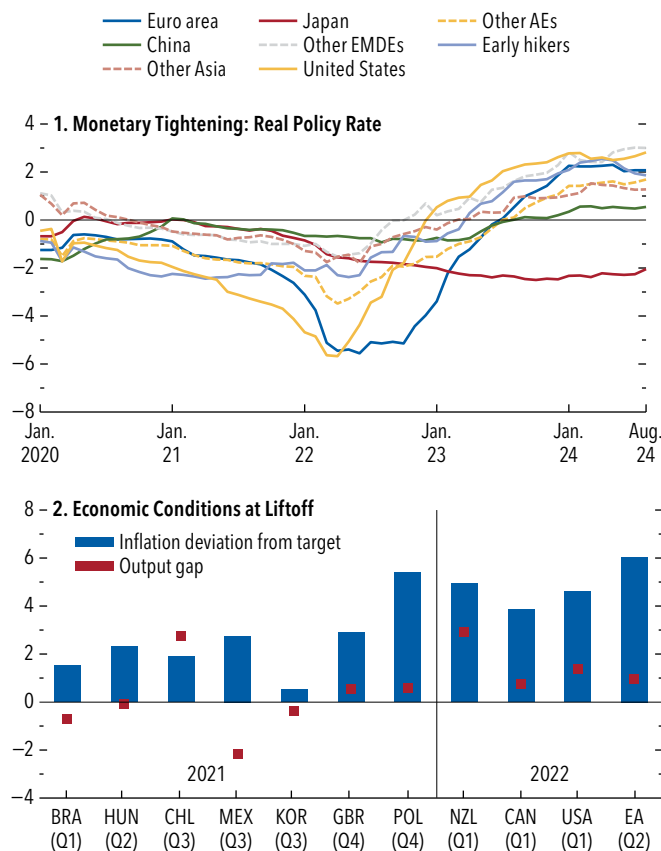 Euro area Japan Other AEs
China Other EMDEs Early hikers
Other Asia United States
1. Monetary Tightening: Real Policy Rate
4
2
0
−2
−4
−6
−8
Jan. Jan. Jan. Jan. Jan. Aug.
2020 21 22 23 24 24
2. Economic Conditions at Liftoff
8
Inflation deviation from target
6
Output gap
4
2
0
−2
2021 2022
−4
BRA HUN CHL MEX KOR GBR POL NZL CAN USA EA
(Q1) (Q2) (Q3) (Q3) (Q3) (Q4) (Q4) (Q1) (Q1) (Q1) (Q2)